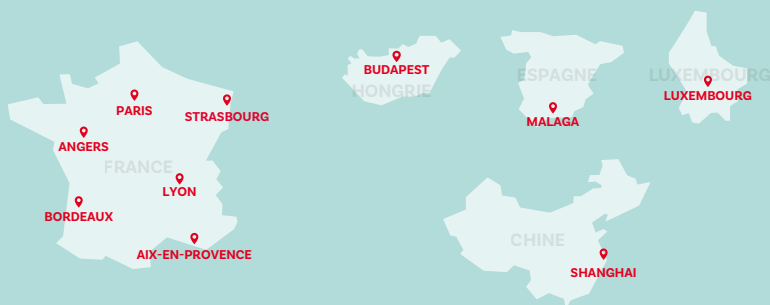 PARIS
STRASBOURG
ANGERS
FRANCE
LYON
BORDEAUX
AIX-EN-PROVENCE
BUDAPEST
HONGRIE
ESPAGNE
MALAGA
LUXEMBOURG
LUXEMBOURG
CHINE
SHANGHAI